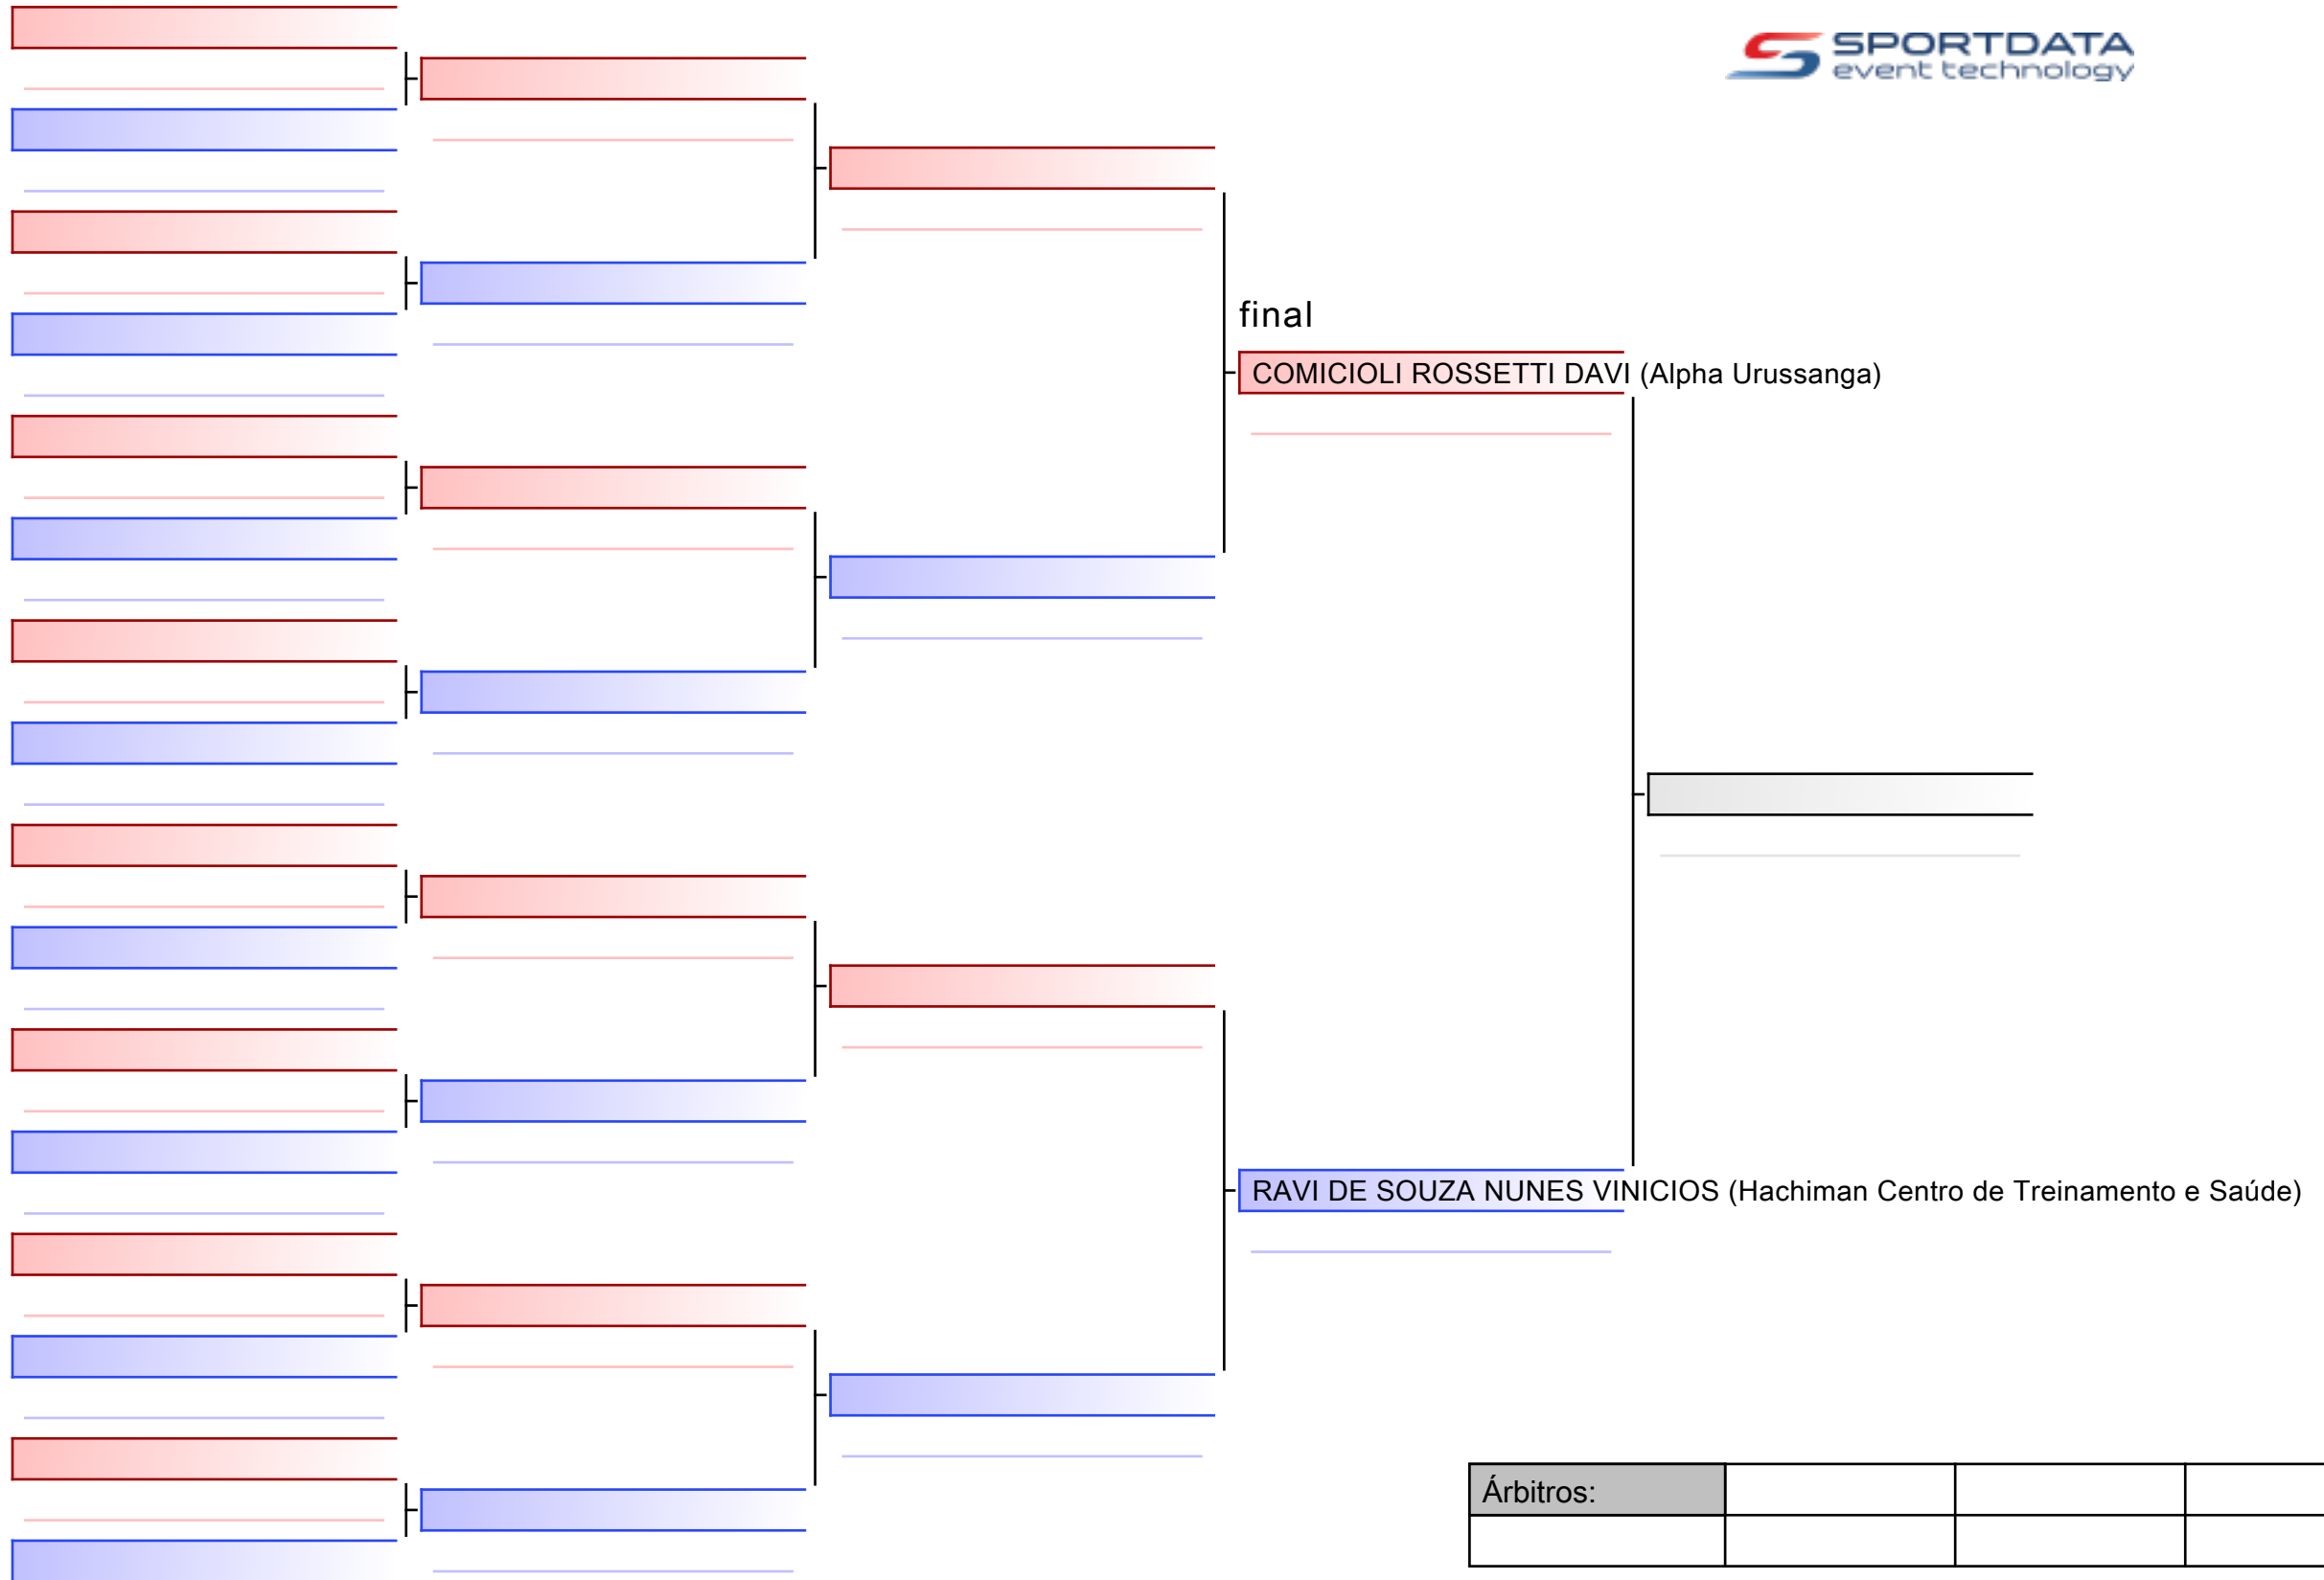 SPORTDATA
event technology
final
COMICIOLI ROSSETTI DAVI (Alpha Urussanga)
RAVI DE SOUZA NUNES VINICIOS (Hachiman Centro de Treinamento e Saúde)
Árbitros: